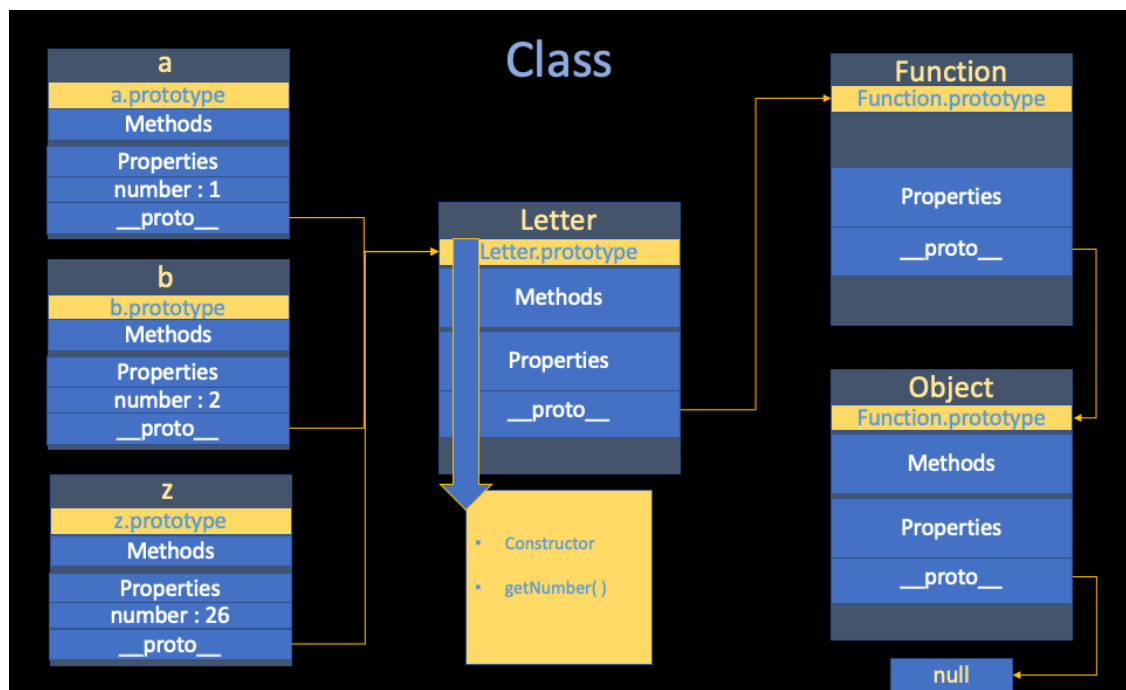 Class
a
a.prototype
Methods
Properties
number : 1
__proto__
b
b.prototype
Methods
Properties
number : 2
__proto__
z
z.prototype
Methods
Properties
number : 26
__proto__
Letter
Letter.prototype
Methods
Properties
__proto__
• Constructor
• getNumber( )
Function
Function.prototype
Properties
__proto__
Object
Function.prototype
Methods
Properties
__proto__
null